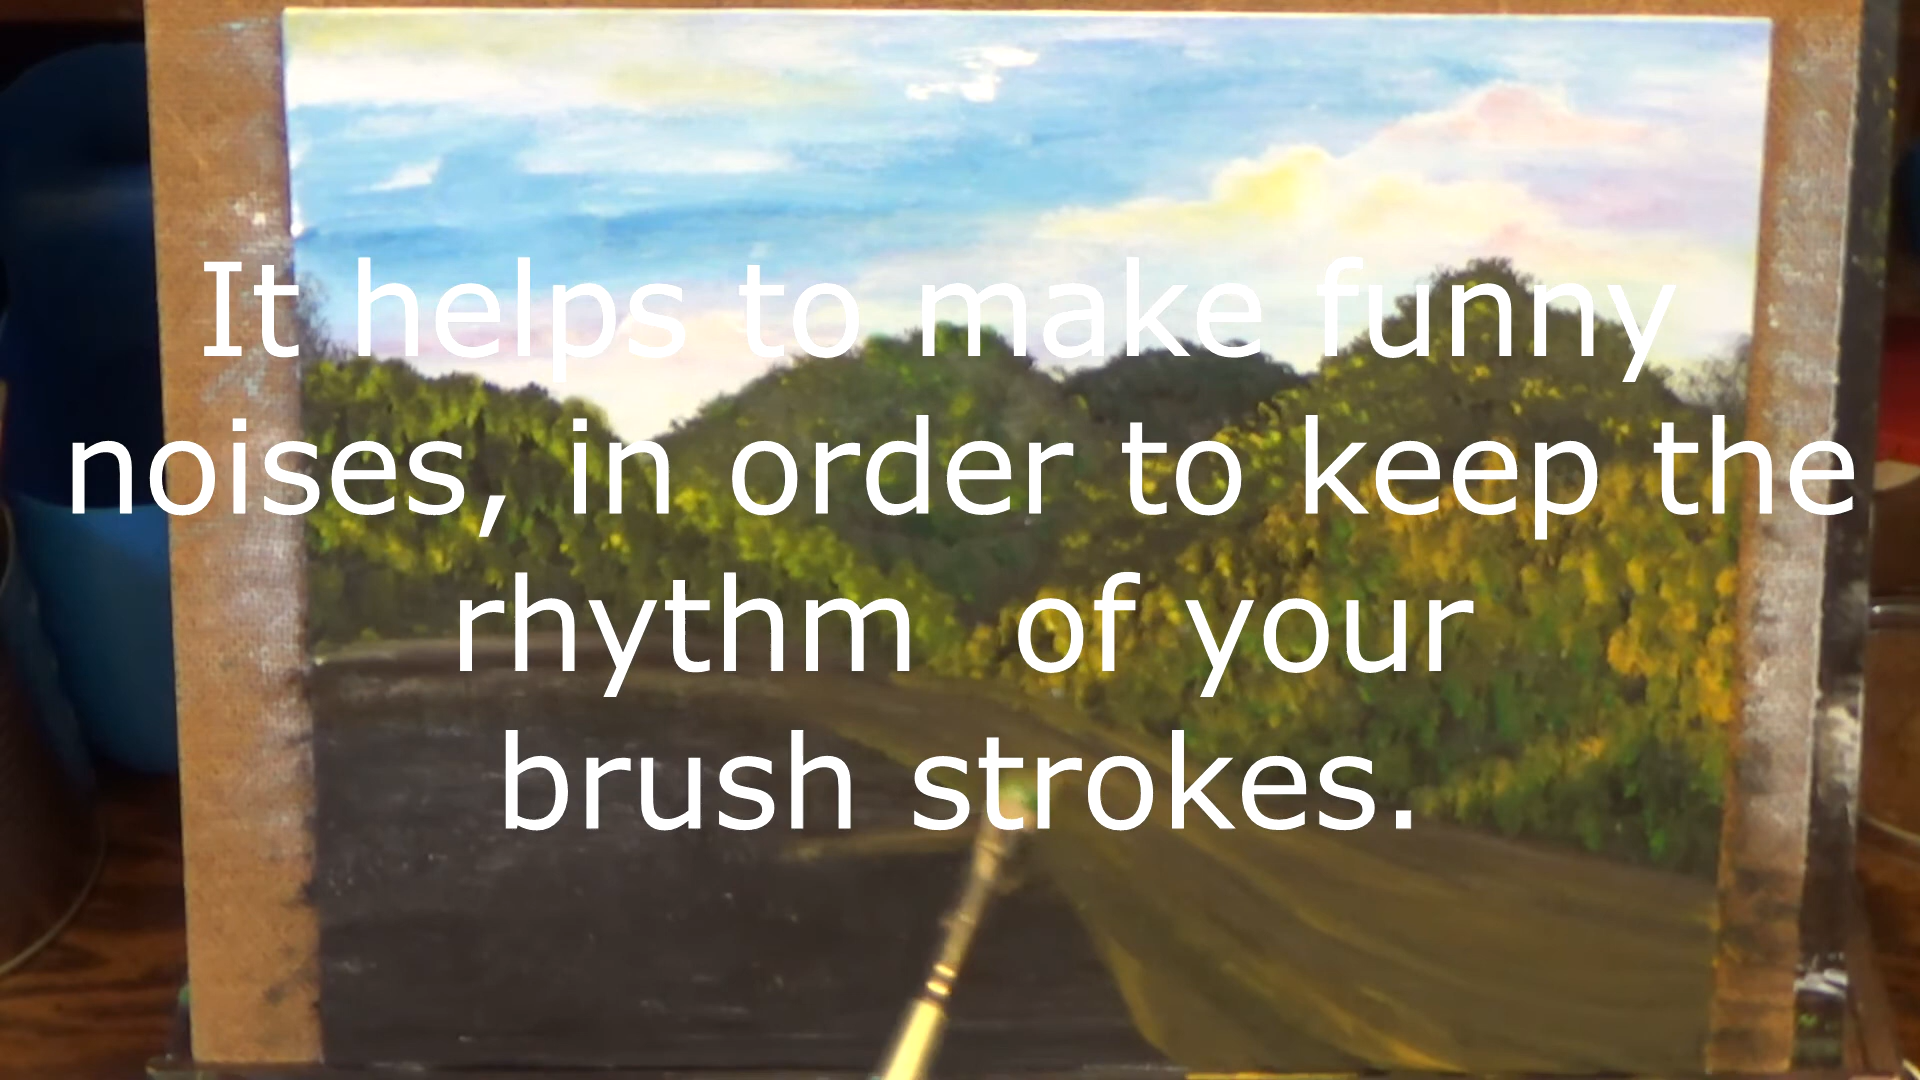 It helps to make funny
noises, in order to keep the
rhythm  of your
brush strokes.